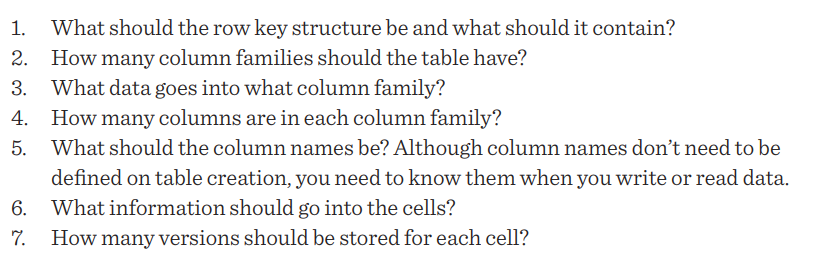 1. What should the row key structure be and what should it contain?
2. How many column families should the table have?
3. What data goes into what column family?
4. How many columns are in each column family?
5. What should the column names be? Although column names don’t need to be
defined on table creation, you need to know them when you write or read data.
6. What information should go into the cells?
7. How many versions should be stored for each cell?